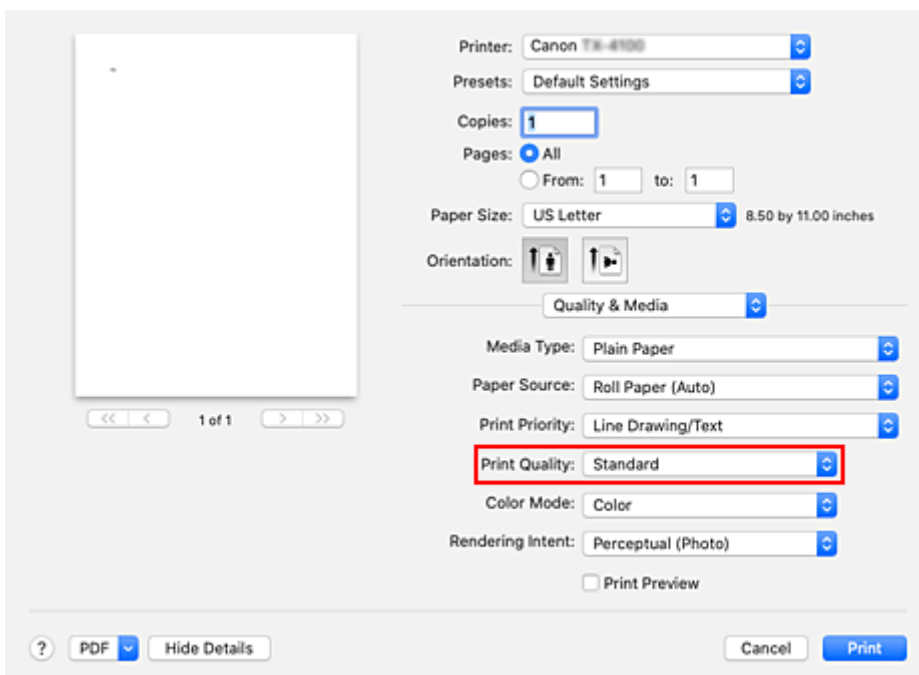 Printer: Canon TX-4100
Presets: Default Settings
Copies: 1
Pages: All
From: 1 to: 1
Paper Size: US Letter 8.50 by 11.00 inches
Orientation:
Quality & Media
Media Type: Plain Paper
Paper Source: Roll Paper (Auto)
1 of 1
Print Priority: Line Drawing/Text
Print Quality: Standard
Color Mode: Color
Rendering Intent: Perceptual (Photo)
Print Preview
? PDF Hide Details Cancel Print